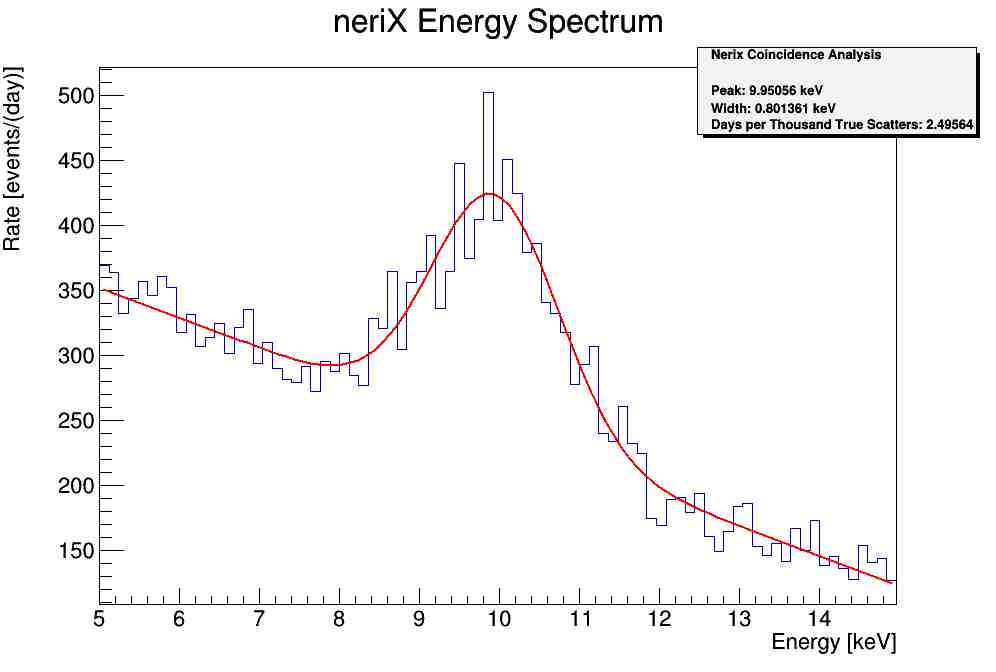 neriX Energy Spectrum
Nerix Coincidence Analysis
Peak: 9.95056 keV
Width: 0.801361 keV
Days per Thousand True Scatters: 2.49564
Rate [events/(day)]
500
450
400
350
300
250
200
150
5 6 7 8 9 10 11 12 13 14
Energy [keV]